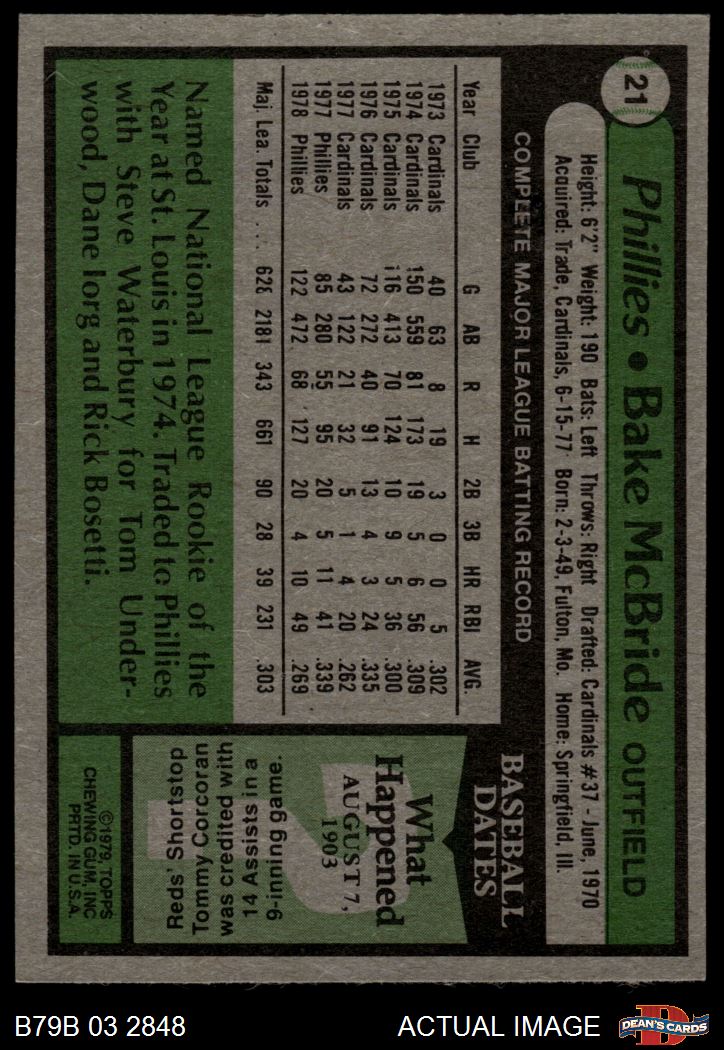 21
Phillies • Bake McBride OUTFIELD
Height: 6'2" Weight: 190 Bats: Left Throws: Right Drafted: Cardinals #37 - June, 1970
Acquired: Trade, Cardinals, 6-15-77 Born: 2-3-49, Fulton, Mo. Home: Springfield, Ill.
COMPLETE MAJOR LEAGUE BATTING RECORD
Year Club G AB R H 2B 3B HR RBI AVG.
1973 Cardinals 40 63 8 19 3 0 0 5 .302
1974 Cardinals 150 559 81 173 19 5 6 56 .309
1975 Cardinals 116 413 70 124 10 9 5 36 .300
1976 Cardinals 72 272 40 91 13 4 3 24 .335
1977 Cardinals 43 122 21 32 5 1 4 20 .262
1977 Phillies 85 280 55 95 20 5 11 41 .339
1978 Phillies 122 472 68 127 20 4 10 49 .269
Maj. Lea. Totals . . . 628 2181 343 661 90 28 39 231 .303
Named National League Rookie of the
Year at St. Louis in 1974. Traded to Phillies
with Steve Waterbury for Tom Under-
wood, Dane Iorg and Rick Bosetti.
BASEBALL
DATES
What
Happened
AUGUST 7,
1903
Reds' Shortstop
Tommy Corcoran
was credited with
14 Assists in a
9-inning game.
©1979, TOPPS
CHEWING GUM, INC
PRTD. IN U.S.A.
B79B 03 2848 ACTUAL IMAGE
DEAN'S CARDS